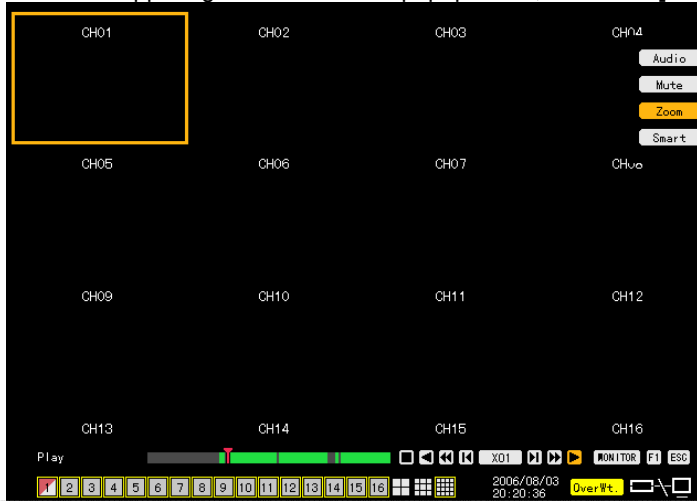 CH01 CH02 CH03 CH04
Audio
Mute
Zoom
Smart
CH05 CH06 CH07
CH09 CH10 CH11 CH12
CH13 CH14 CH15 CH16
Play X01 MONITOR F1 ESC
1 2 3 4 5 6 7 8 9 10 11 12 13 14 15 16 2006/08/03 OverWt.
20:20:36